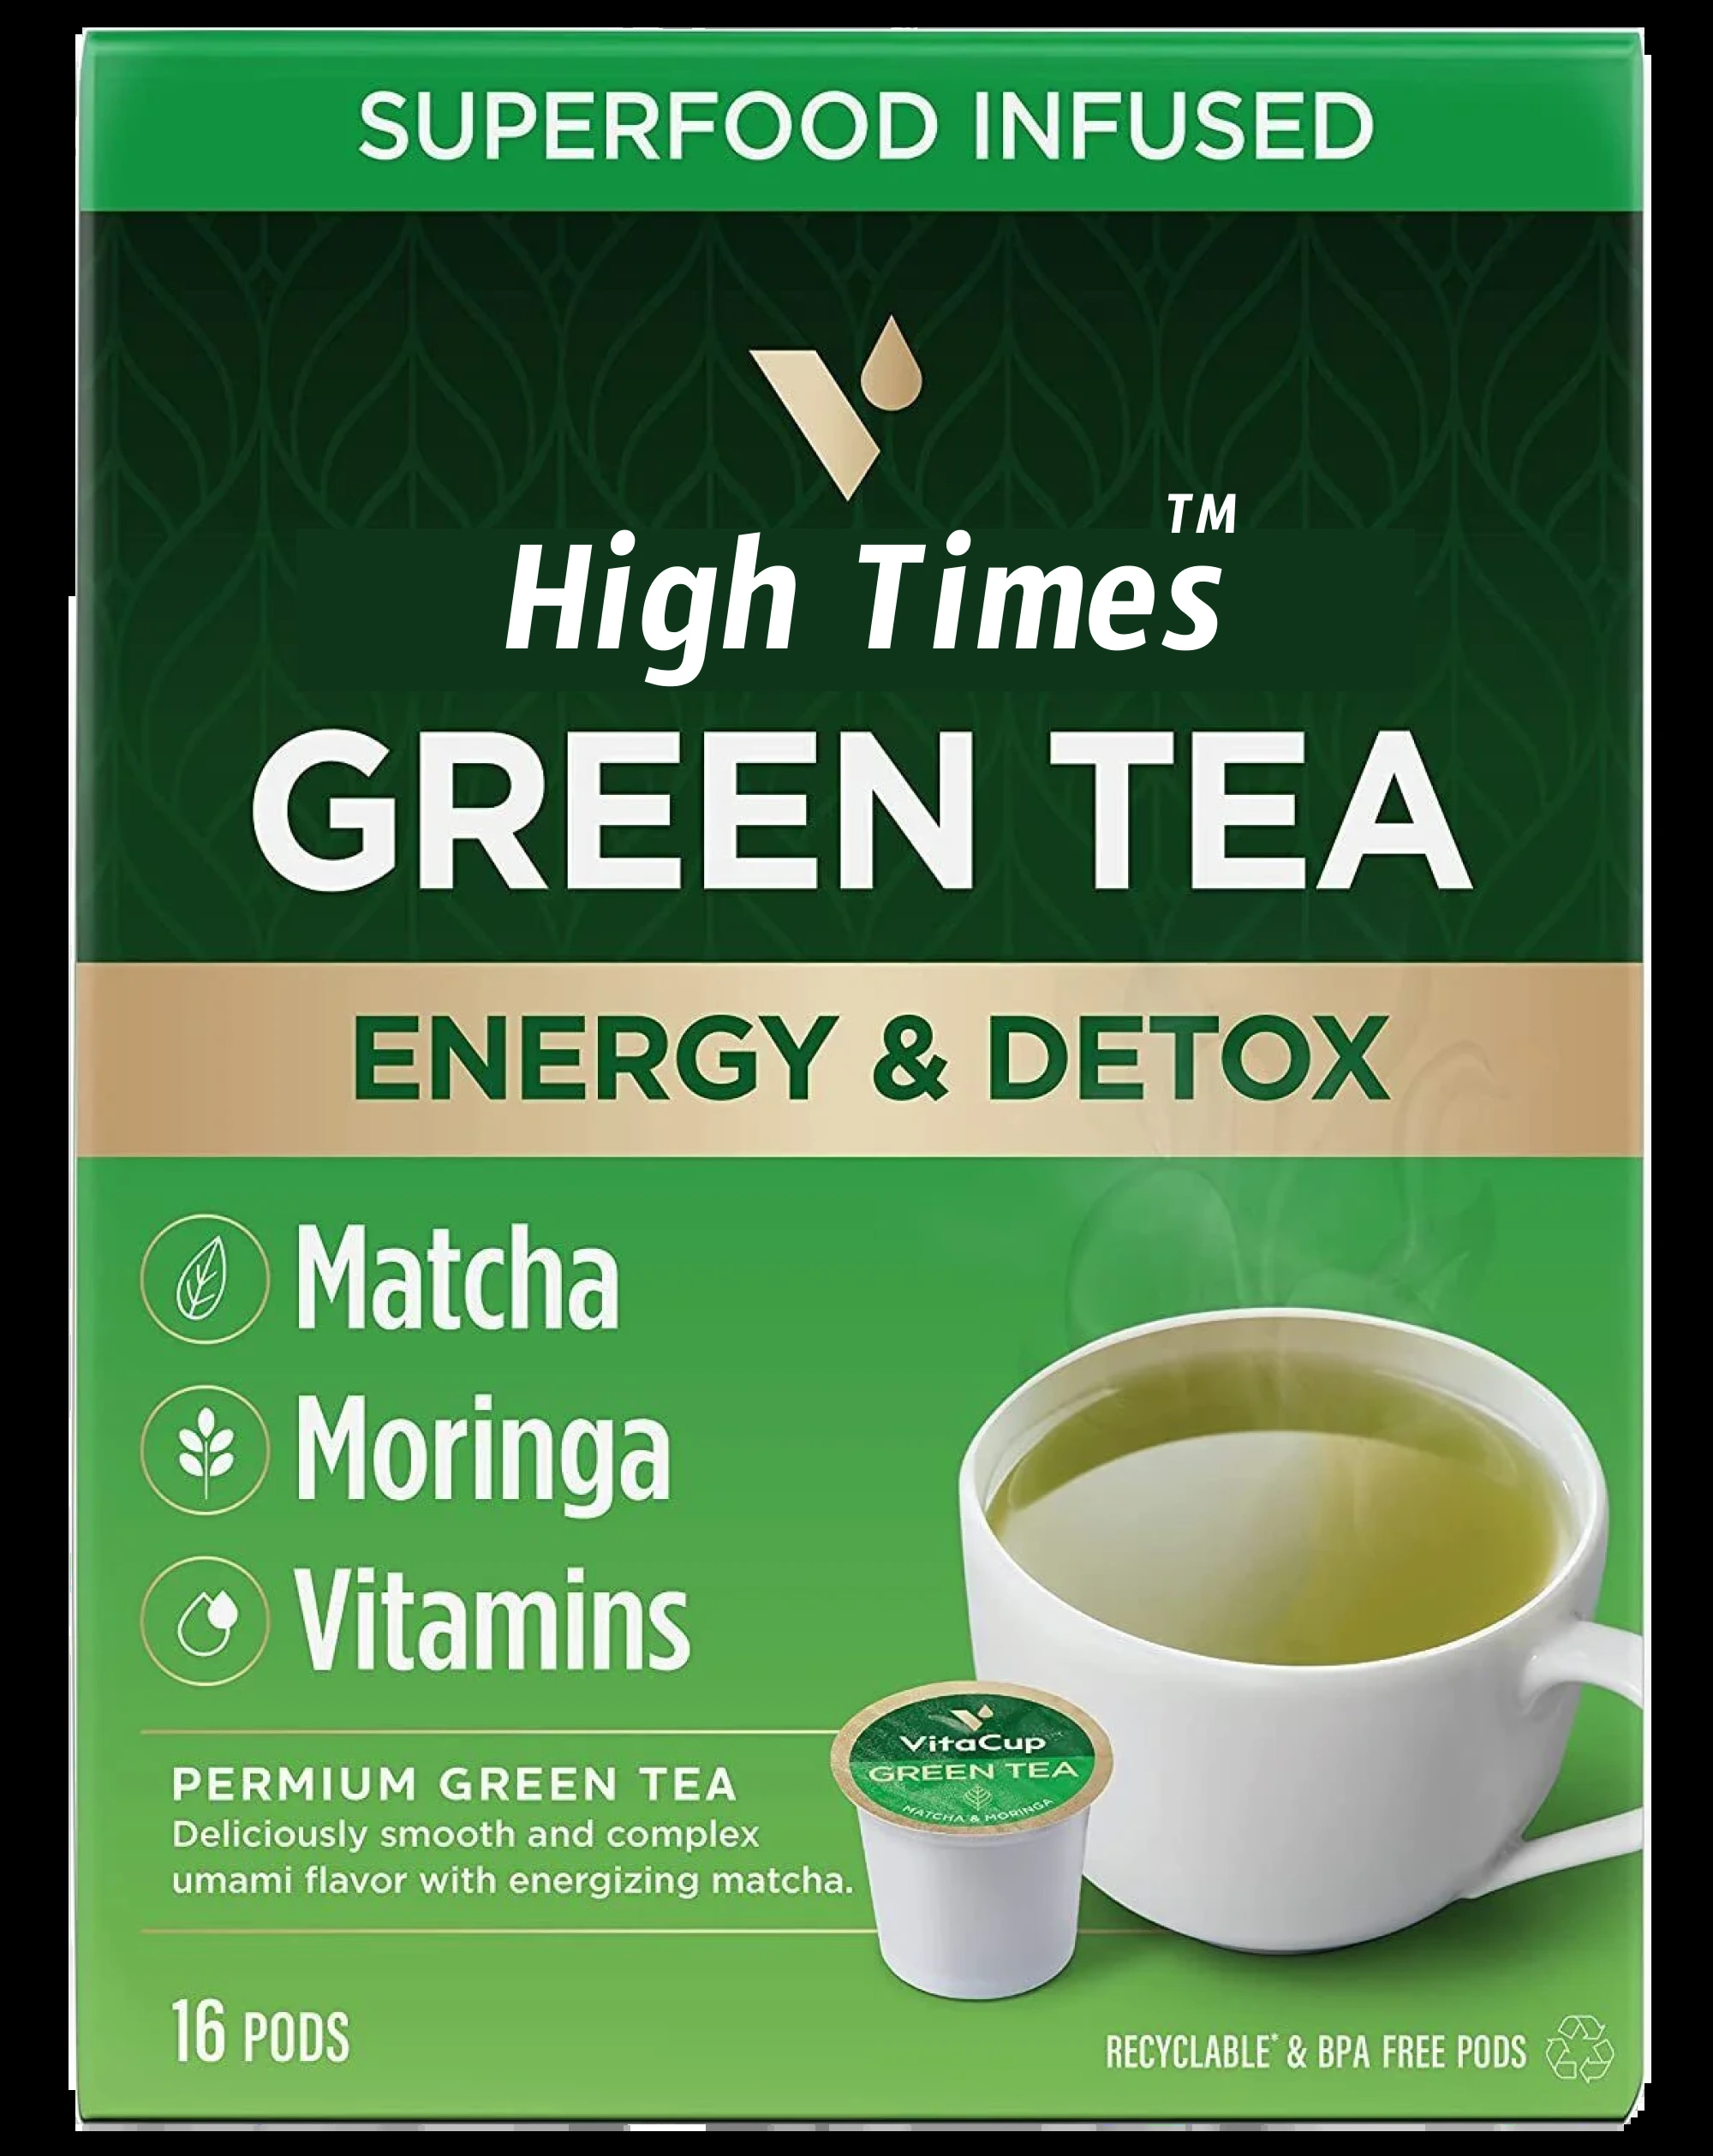 SUPERFOOD INFUSED
High Times™
GREEN TEA
ENERGY & DETOX
Matcha
Moringa
Vitamins
PERMIUM GREEN TEA
Deliciously smooth and complex
umami flavor with energizing matcha.
VitaCup
GREEN TEA
MATCHA & MORINGA
16 PODS
RECYCLABLE* & BPA FREE PODS